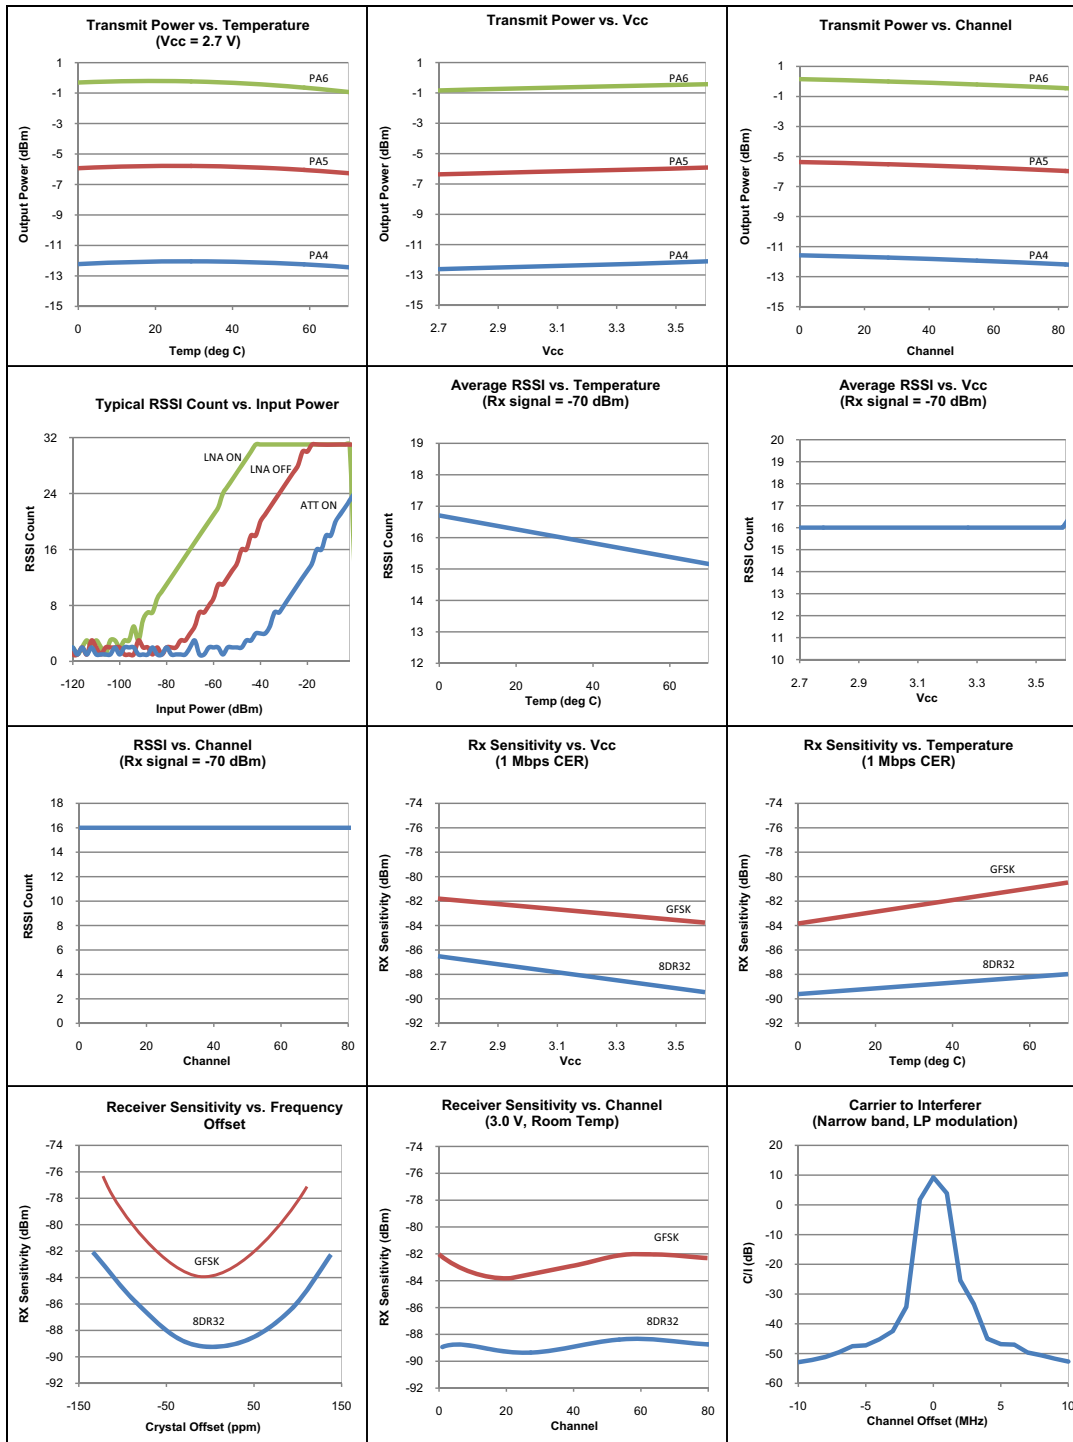 Transmit Power vs. Temperature
(Vcc = 2.7 V)
1
-1
-3
-5
-7
-9
-11
-13
-15
Output Power (dBm)
PA6
PA5
PA4
0 20 40 60
Temp (deg C)
Transmit Power vs. Vcc
1
-1
-3
-5
-7
-9
-11
-13
-15
Output Power (dBm)
PA6
PA5
PA4
2.7 2.9 3.1 3.3 3.5
Vcc
Transmit Power vs. Channel
1
-1
-3
-5
-7
-9
-11
-13
-15
Output Power (dBm)
PA6
PA5
PA4
0 20 40 60 80
Channel
Typical RSSI Count vs. Input Power
32
24
16
8
0
RSSI Count
LNA ON
LNA OFF
ATT ON
-120 -100 -80 -60 -40 -20
Input Power (dBm)
Average RSSI vs. Temperature
(Rx signal = -70 dBm)
19
18
17
16
15
14
13
12
RSSI Count
0 20 40 60
Temp (deg C)
Average RSSI vs. Vcc
(Rx signal = -70 dBm)
20
19
18
17
16
15
14
13
12
11
10
RSSI Count
2.7 2.9 3.1 3.3 3.5
Vcc
RSSI vs. Channel
(Rx signal = -70 dBm)
18
16
14
12
10
8
6
4
2
0
RSSI Count
0 20 40 60 80
Channel
Rx Sensitivity vs. Vcc
(1 Mbps CER)
-74
-76
-78
-80
-82
-84
-86
-88
-90
-92
RX Sensitivity (dBm)
GFSK
8DR32
2.7 2.9 3.1 3.3 3.5
Vcc
Rx Sensitivity vs. Temperature
(1 Mbps CER)
-74
-76
-78
-80
-82
-84
-86
-88
-90
-92
RX Sensitivity (dBm)
GFSK
8DR32
0 20 40 60
Temp (deg C)
Receiver Sensitivity vs. Frequency
Offset
-74
-76
-78
-80
-82
-84
-86
-88
-90
-92
RX Sensitivity (dBm)
GFSK
8DR32
-150 -50 50 150
Crystal Offset (ppm)
Receiver Sensitivity vs. Channel
(3.0 V, Room Temp)
-74
-76
-78
-80
-82
-84
-86
-88
-90
-92
RX Sensitivity (dBm)
GFSK
8DR32
0 20 40 60 80
Channel
Carrier to Interferer
(Narrow band, LP modulation)
20
10
0
-10
-20
-30
-40
-50
-60
C/I (dB)
-10 -5 0 5 10
Channel Offset (MHz)